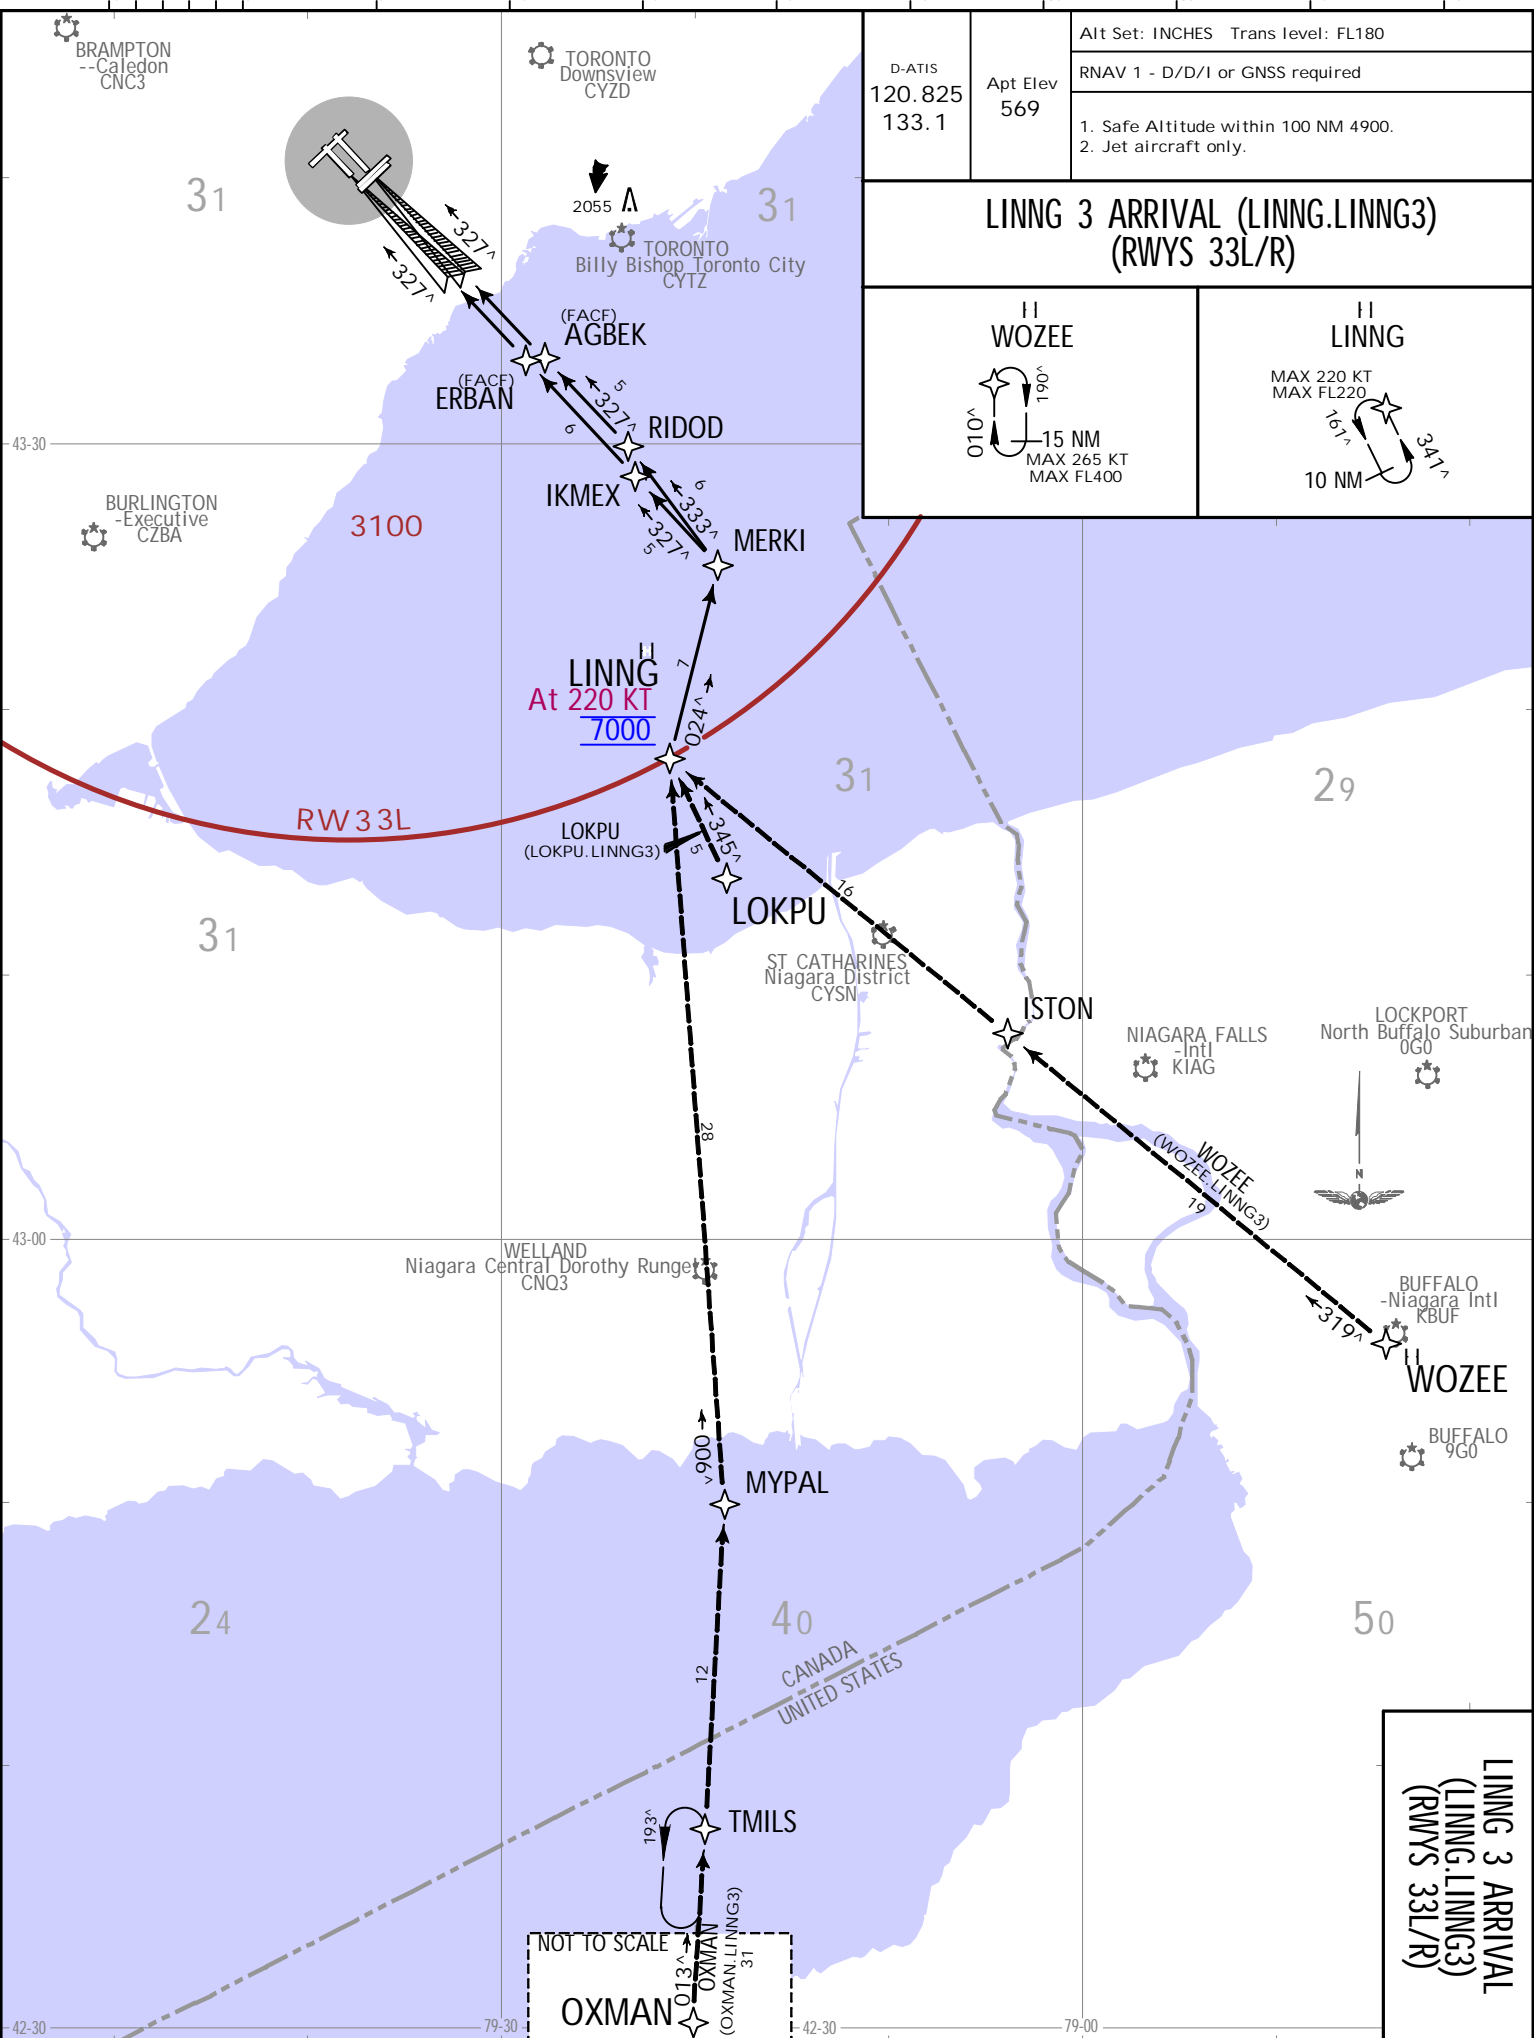 Alt Set: INCHES Trans level: FL180
D-ATIS
120.825
133.1
Apt Elev
569
RNAV 1 - D/D/I or GNSS required
1. Safe Altitude within 100 NM 4900.
2. Jet aircraft only.
LINNG 3 ARRIVAL (LINNG.LINNG3)
(RWYS 33L/R)
H
WOZEE
010^
190^
15 NM
MAX 265 KT
MAX FL400
H
LINNG
MAX 220 KT
MAX FL220
161^
341^
10 NM
BRAMPTON
--Caledon
CNC3
TORONTO
Downsview
CYZD
31
2055
31
TORONTO
Billy Bishop Toronto City
CYTZ
327^
327^
(FACF)
AGBEK
(FACF)
ERBAN
5
327^
6
RIDOD
43-30
IKMEX
6
333^
327^
5
MERKI
BURLINGTON
-Executive
CZBA
3100
H
LINNG
At 220 KT
7000
7
024^
31
29
RW33L
LOKPU
(LOKPU.LINNG3)
345^
5
LOKPU
16
31
ST CATHARINES
Niagara District
CYSN
ISTON
NIAGARA FALLS
-Intl
KIAG
LOCKPORT
North Buffalo Suburban
0G0
28
WOZEE
(WOZEE.LINNG3)
19
N
43-00
WELLAND
Niagara Central Dorothy Runge
CNQ3
BUFFALO
-Niagara Intl
KBUF
319^
H
WOZEE
BUFFALO
9G0
006^
MYPAL
24
40
50
12
CANADA
UNITED STATES
193^
TMILS
NOT TO SCALE
013^
OXMAN
(OXMAN.LINNG3)
31
OXMAN
42-30
79-30
42-30
79-00
LINNG 3 ARRIVAL
(LINNG.LINNG3)
(RWYS 33L/R)